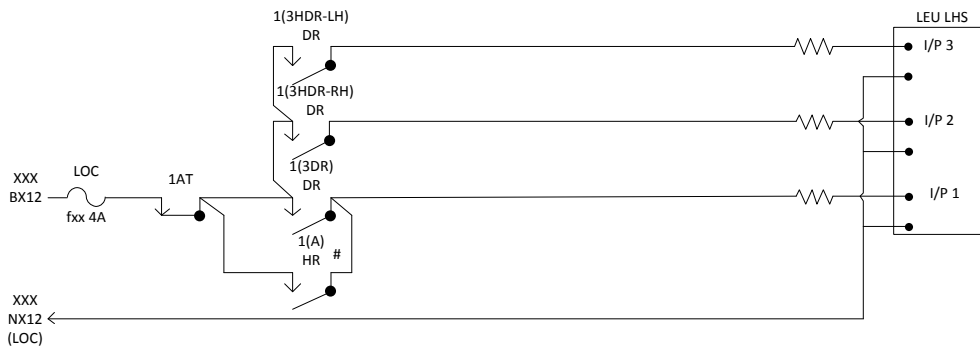 1(3HDR-LH)
DR
LEU LHS
I/P 3
1(3HDR-RH)
DR
I/P 2
1(3DR)
DR
XXX
BX12
LOC
fxx 4A
1AT
I/P 1
1(A)
HR
#
XXX
NX12
(LOC)